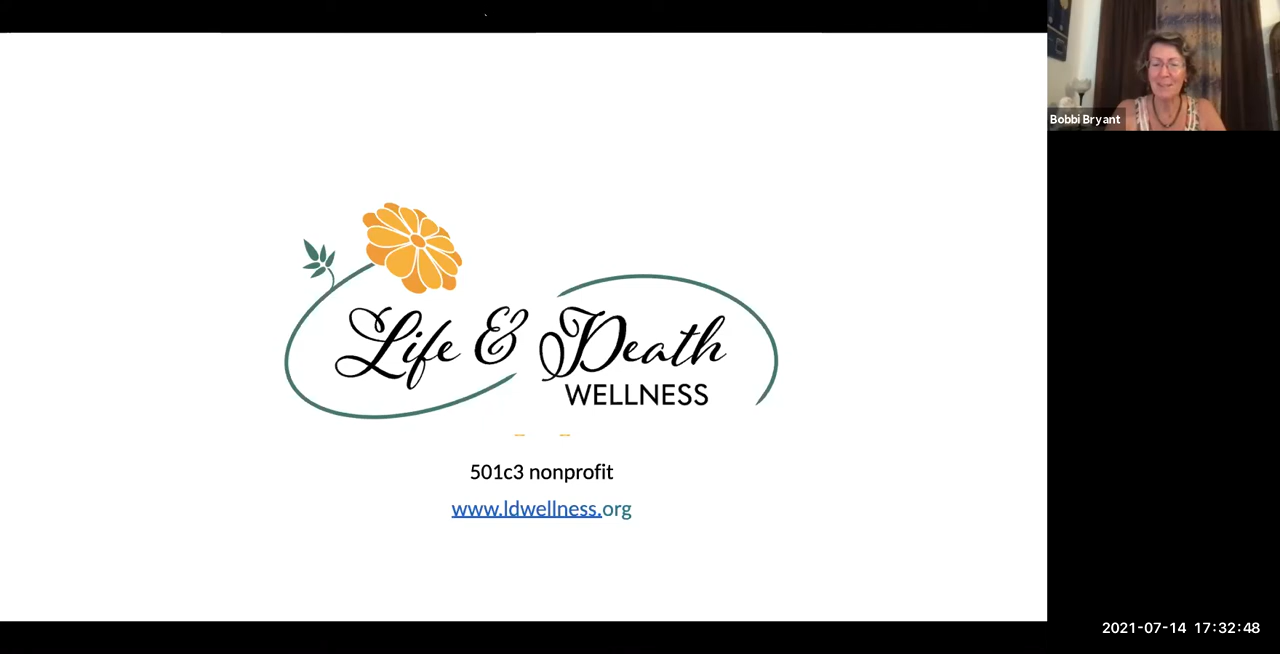 Bobbi Bryant
Life & Death
WELLNESS
501c3 nonprofit
www.ldwellness.org
2021-07-14 17:32:48